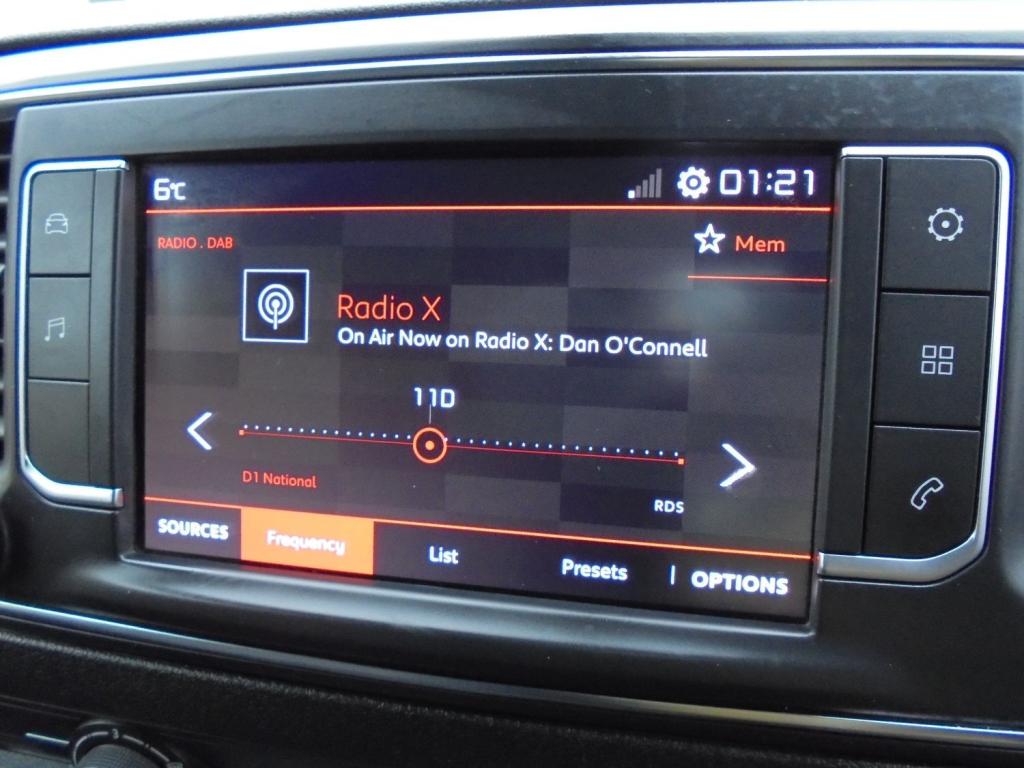 6°C
01:21
RADIO . DAB
Mem
Radio X
On Air Now on Radio X: Dan O'Connell
11D
D1 National
RDS
SOURCES Frequency List Presets | OPTIONS
3